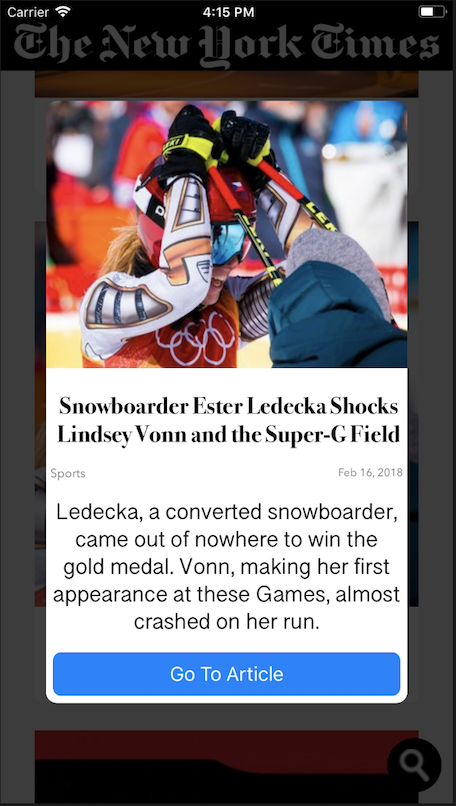 Carrier 4:15 PM
The New York Times
Snowboarder Ester Ledecka Shocks
Lindsey Vonn and the Super-G Field
Sports Feb 16, 2018
Ledecka, a converted snowboarder,
came out of nowhere to win the
gold medal. Vonn, making her first
appearance at these Games, almost
crashed on her run.
Go To Article